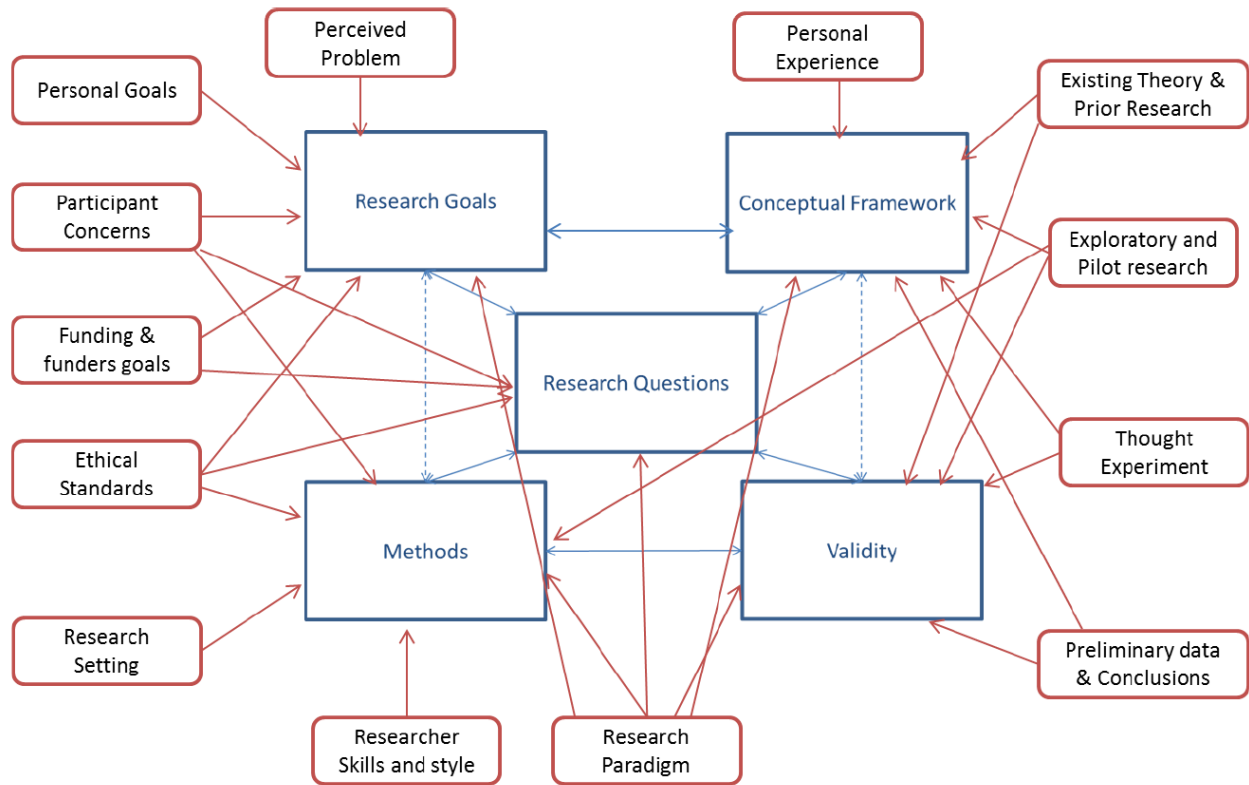 Perceived
Problem
Personal
Experience
Personal Goals
Existing Theory &
Prior Research
Research Goals
Conceptual Framework
Participant
Concerns
Exploratory and
Pilot research
Funding &
funders goals
Research Questions
Ethical
Standards
Thought
Experiment
Methods
Validity
Research
Setting
Preliminary data
& Conclusions
Researcher
Skills and style
Research
Paradigm